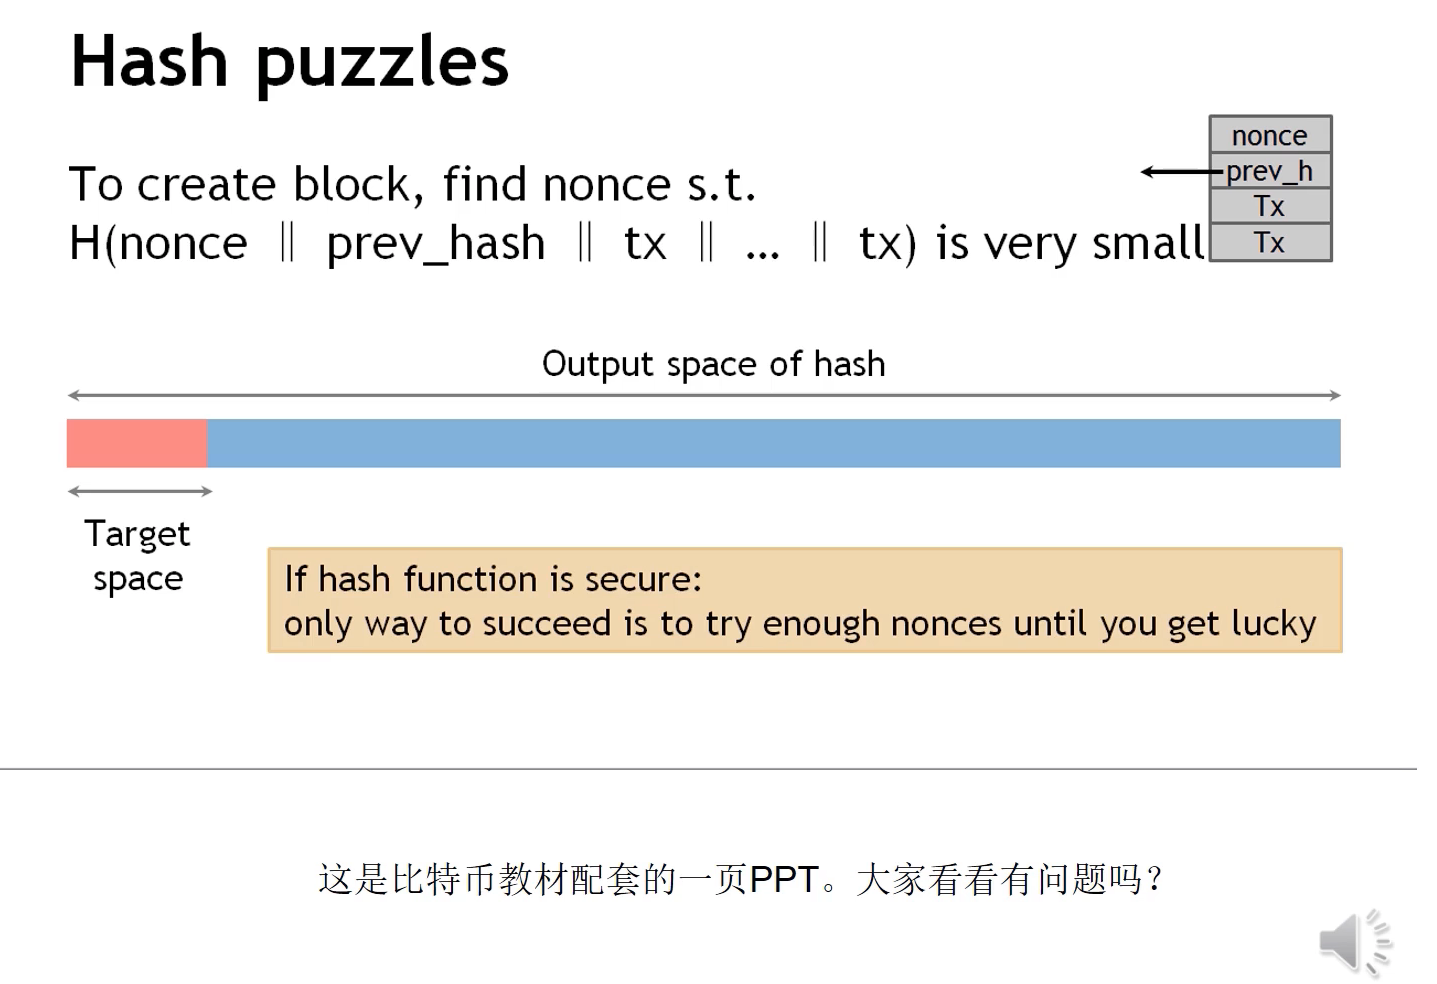 Hash puzzles
To create block, find nonce s.t.
H(nonce ‖ prev_hash ‖ tx ‖ … ‖ tx) is very small
nonce
prev_h
Tx
Tx
Output space of hash
Target
space
If hash function is secure:
only way to succeed is to try enough nonces until you get lucky
这是比特币教材配套的一页PPT。大家看看有问题吗？